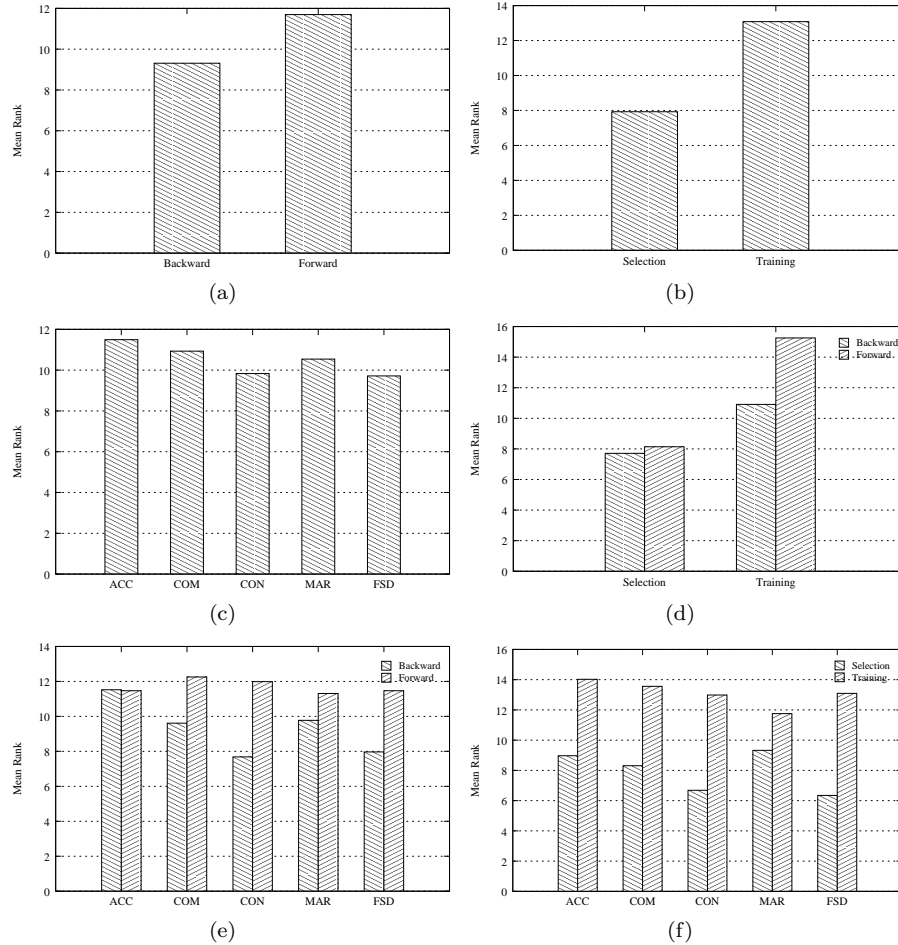 12
10
8
6
4
2
0
Mean Rank
Backward Forward
(a)
14
12
10
8
6
4
2
0
Mean Rank
Selection Training
(b)
12
10
8
6
4
2
0
Mean Rank
ACC COM CON MAR FSD
(c)
16
14
12
10
8
6
4
2
0
Mean Rank
Backward
Forward
Selection Training
(d)
14
12
10
8
6
4
2
0
Mean Rank
Backward
Forward
ACC COM CON MAR FSD
(e)
16
14
12
10
8
6
4
2
0
Mean Rank
Selection
Training
ACC COM CON MAR FSD
(f)